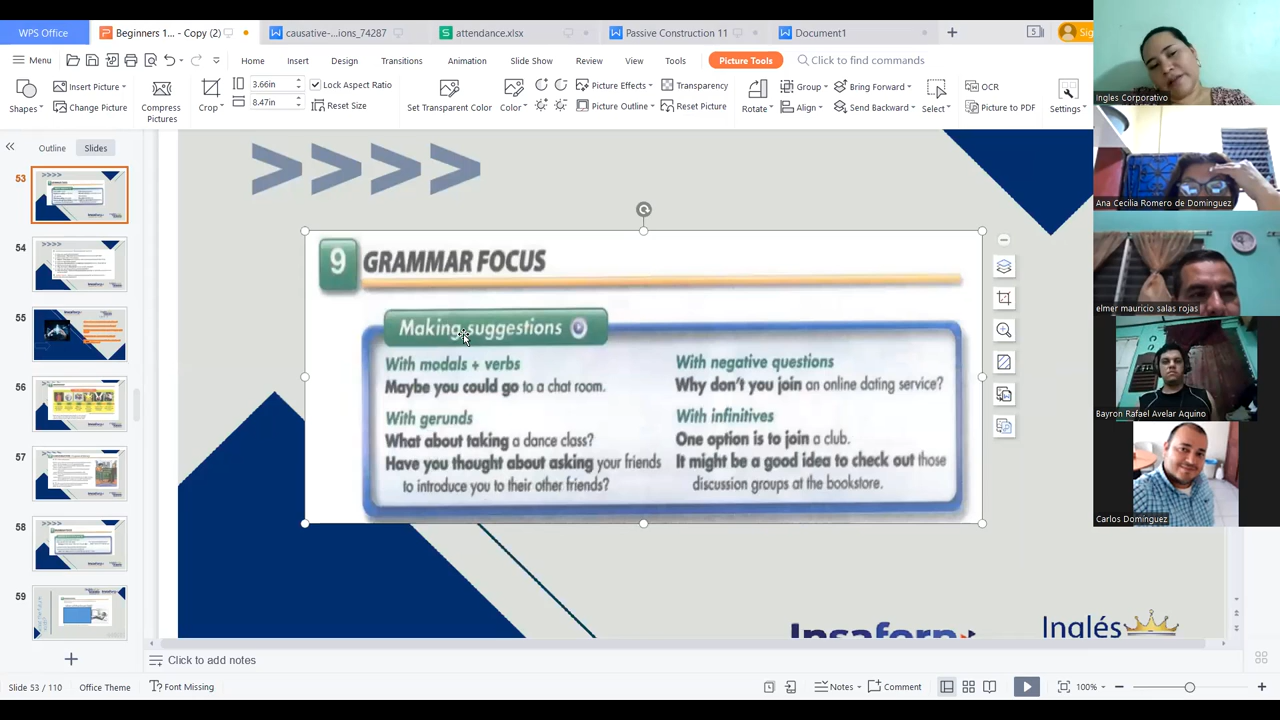 WPS Office
Beginners 1... - Copy (2)
causative-...ions_74287
attendance.xlsx
Passive Construction 11
Document1
5
Menu
Home
Insert
Design
Transitions
Animation
Slide Show
Review
View
Tools
Picture Tools
Click to find commands
Shapes
Insert Picture
Change Picture
Compress Pictures
Crop
3.66in
8.47in
Lock Aspect Ratio
Reset Size
Set Transparent Color
Color
Picture Effects
Picture Outline
Transparency
Reset Picture
Rotate
Group
Align
Bring Forward
Send Backward
Select
OCR
Picture to PDF
Settings
Outline
Slides
53
54
55
56
57
58
59
>>>>
9 GRAMMAR FOCUS
Making suggestions
With modals + verbs
Maybe you could go to a chat room.
With gerunds
What about taking a dance class?
Have you thought about asking your friends
to introduce you to their other friends?
With negative questions
Why don't you join an online dating service?
With infinitives
One option is to join a club.
It might be a good idea to check out those
discussion groups at the bookstore.
Insaforp
Inglés
Click to add notes
Slide 53 / 110
Office Theme
Font Missing
Notes
Comment
100%
Ingles Corporativo
Ana Cecilia Romero de Dominguez
elmer mauricio salas rojas
Bayron Rafael Avelar Aquino
Carlos Dominguez